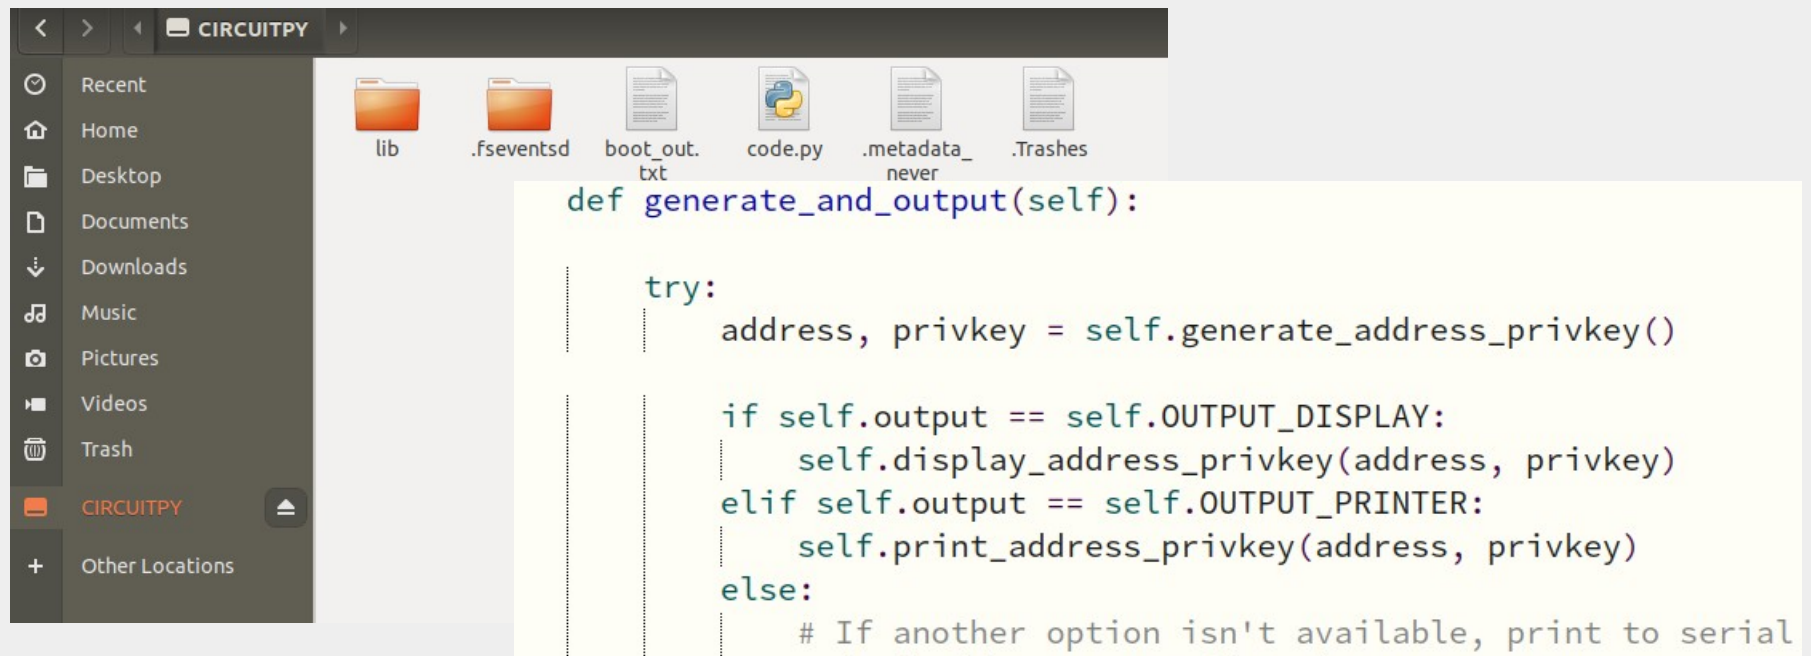 CIRCUITPY
Recent
Home
Desktop
Documents
Downloads
Music
Pictures
Videos
Trash
CIRCUITPY
Other Locations
lib
.fseventsd
boot_out.
txt
code.py
.metadata_
never
.Trashes
def generate_and_output(self):
try:
address, privkey = self.generate_address_privkey()
if self.output == self.OUTPUT_DISPLAY:
self.display_address_privkey(address, privkey)
elif self.output == self.OUTPUT_PRINTER:
self.print_address_privkey(address, privkey)
else:
# If another option isn't available, print to serial